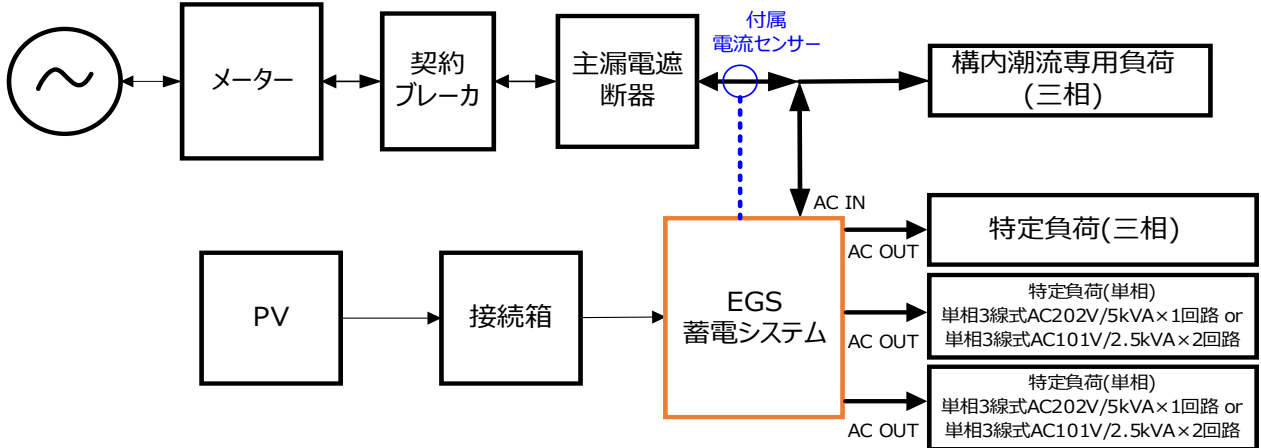 付属
電流センサー
メーター
契約
ブレーカ
主漏電遮
断器
構内潮流専用負荷
(三相)
AC IN
特定負荷(三相)
AC OUT
PV
接続箱
EGS
蓄電システム
特定負荷(単相)
単相3線式AC202V/5kVA×1回路 or
単相3線式AC101V/2.5kVA×2回路
AC OUT
特定負荷(単相)
単相3線式AC202V/5kVA×1回路 or
単相3線式AC101V/2.5kVA×2回路
AC OUT